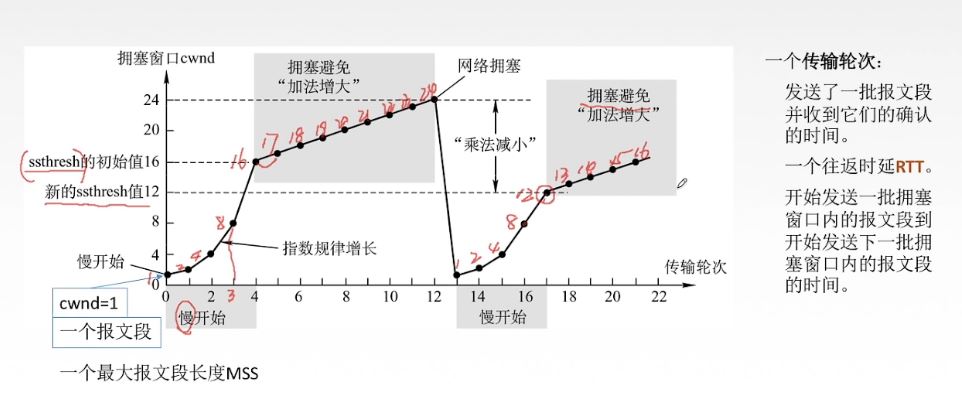 拥塞窗口cwnd
拥塞避免
“加法增大”
网络拥塞
24
20
ssthresh的初始值16
新的ssthresh值12
8
4
0
慢开始
指数规律增长
“乘法减小”
拥塞避免
“加法增大”
传输轮次
0 2 4 6 8 10 12 14 16 18 20 22
慢开始
慢开始
1 2 4 8 16 17 18 19 20 21 22 23 24
3
1 2 4 8 12 13 14 15 16
cwnd=1
一个报文段
一个最大报文段长度MSS
一个传输轮次：
发送了一批报文段
并收到它们的确认
的时间。
一个往返时延RTT。
开始发送一批拥塞
窗口内的报文段到
开始发送下一批拥
塞窗口内的报文段
的时间。